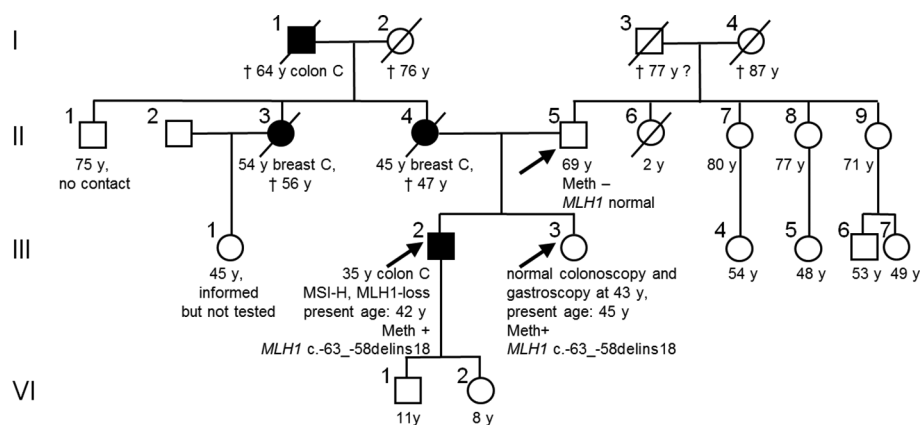 I
1
2
3
4
† 64 y colon C
† 76 y
† 77 y ?
† 87 y
II
1
2
3
4
5
6
7
8
9
75 y,
no contact
54 y breast C,
† 56 y
45 y breast C,
† 47 y
69 y
Meth –
MLH1 normal
2 y
80 y
77 y
71 y
III
1
2
3
4
5
6
7
45 y,
informed
but not tested
35 y colon C
MSI-H, MLH1-loss
present age: 42 y
Meth +
MLH1 c.-63_-58delins18
normal colonoscopy and
gastroscopy at 43 y,
present age: 45 y
Meth+
MLH1 c.-63_-58delins18
54 y
48 y
53 y
49 y
VI
1
2
11y
8 y